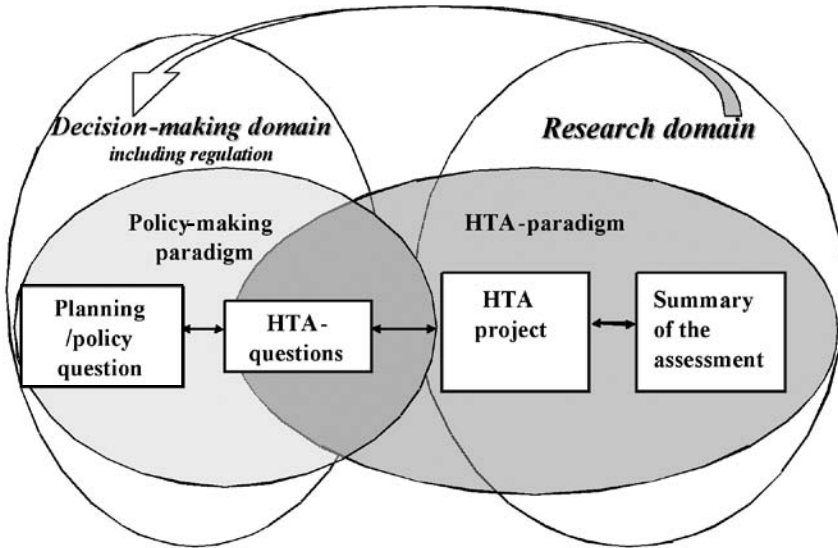 Decision-making domain
including regulation
Research domain
Policy-making
paradigm
HTA-paradigm
Planning
/policy
question
HTA-
questions
HTA
project
Summary
of the
assessment